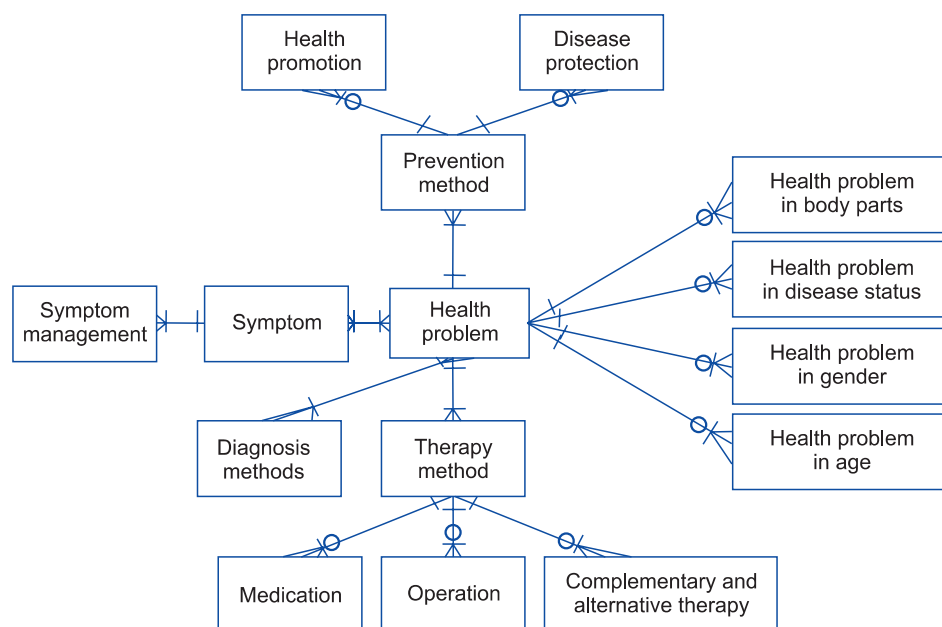 Health
promotion
Disease
protection
Prevention
method
Health problem
in body parts
Health problem
in disease status
Symptom
management
Symptom
Health
problem
Health problem
in gender
Diagnosis
methods
Therapy
method
Health problem
in age
Medication
Operation
Complementary and
alternative therapy